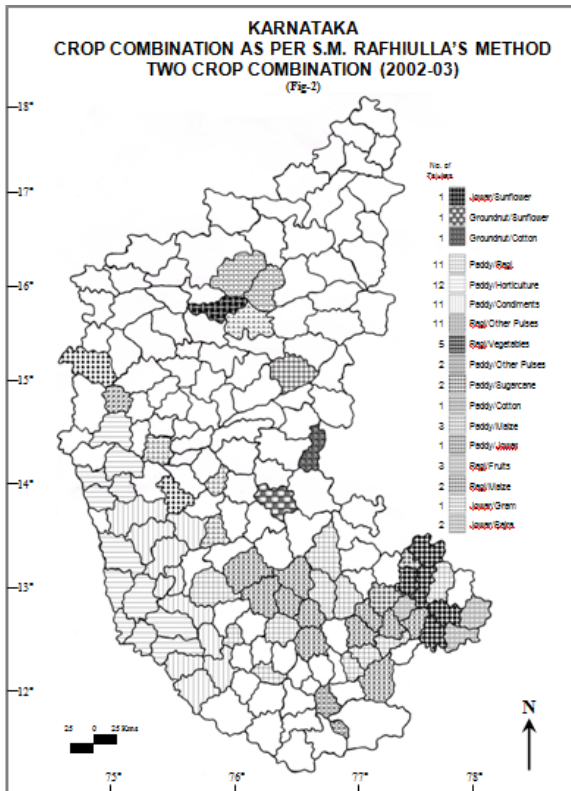 KARNATAKA
CROP COMBINATION AS PER S.M. RAFHIULLA'S METHOD
TWO CROP COMBINATION (2002-03)
(Fig-2)
18°
17°
16°
15°
14°
13°
12°
No. of
Talukas
1 Jowar/Sunflower
1 Groundnut/Sunflower
1 Groundnut/Cotton
11 Paddy/Ragi
12 Paddy/Horticulture
11 Paddy/Condiments
11 Ragi/Other Pulses
5 Ragi/Vegetables
2 Paddy/Other Pulses
2 Paddy/Sugarcane
1 Paddy/Cotton
3 Paddy/Maize
1 Paddy/Jowar
3 Ragi/Fruits
2 Ragi/Maize
1 Jowar/Gram
2 Jowar/Bajra
25 0 25 Kms
N
75° 76° 77° 78°